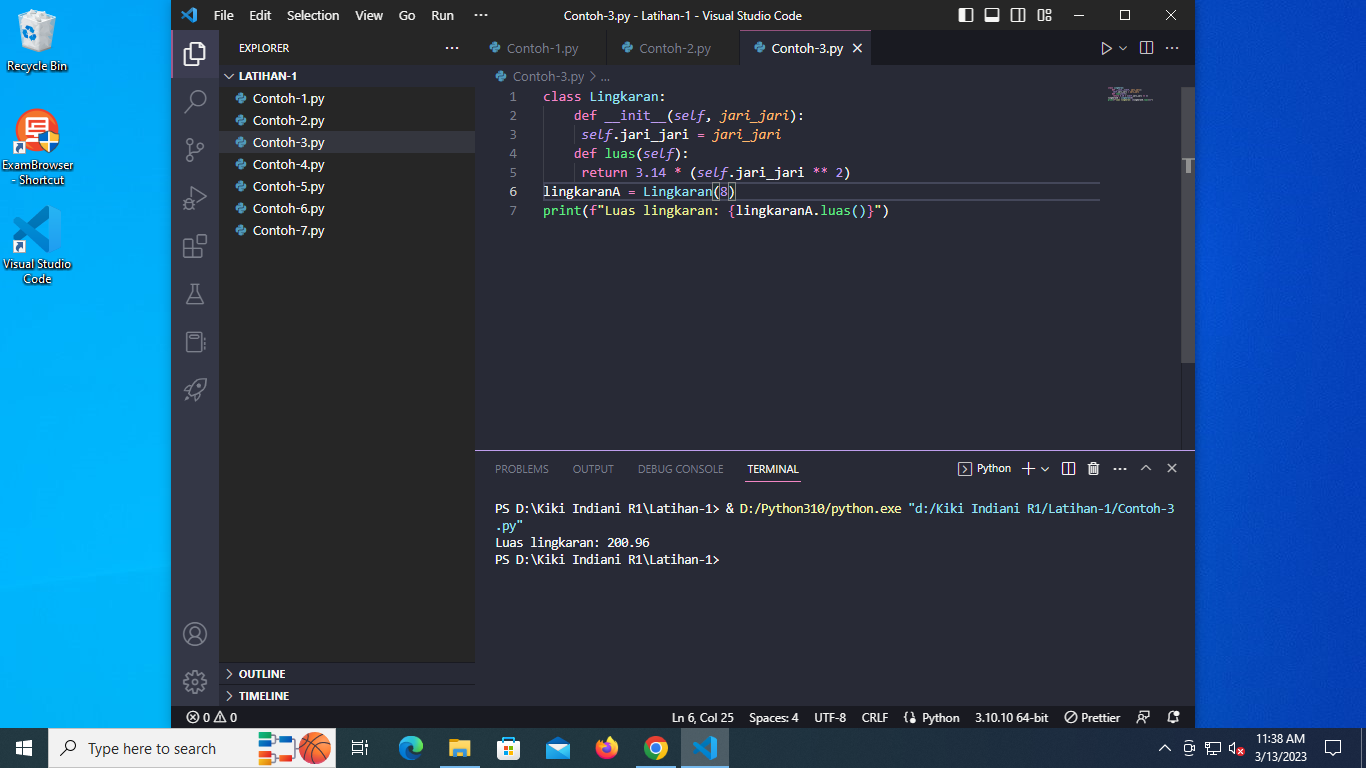 File Edit Selection View Go Run ··· Contoh-3.py - Latihan-1 - Visual Studio Code
Recycle Bin
ExamBrowser
- Shortcut
Visual Studio
Code
EXPLORER ···
LATIHAN-1
Contoh-1.py
Contoh-2.py
Contoh-3.py
Contoh-4.py
Contoh-5.py
Contoh-6.py
Contoh-7.py
OUTLINE
TIMELINE
Contoh-1.py Contoh-2.py Contoh-3.py
Contoh-3.py > ...
1 class Lingkaran:
2 def __init__(self, jari_jari):
3 self.jari_jari = jari_jari
4 def luas(self):
5 return 3.14 * (self.jari_jari ** 2)
6 lingkaranA = Lingkaran(8)
7 print(f"Luas lingkaran: {lingkaranA.luas()}")
PROBLEMS OUTPUT DEBUG CONSOLE TERMINAL Python
PS D:\Kiki Indiani R1\Latihan-1> & D:/Python310/python.exe "d:/Kiki Indiani R1/Latihan-1/Contoh-3
.py"
Luas lingkaran: 200.96
PS D:\Kiki Indiani R1\Latihan-1>
0 0 Ln 6, Col 25 Spaces: 4 UTF-8 CRLF Python 3.10.10 64-bit Prettier
Type here to search
11:38 AM
3/13/2023